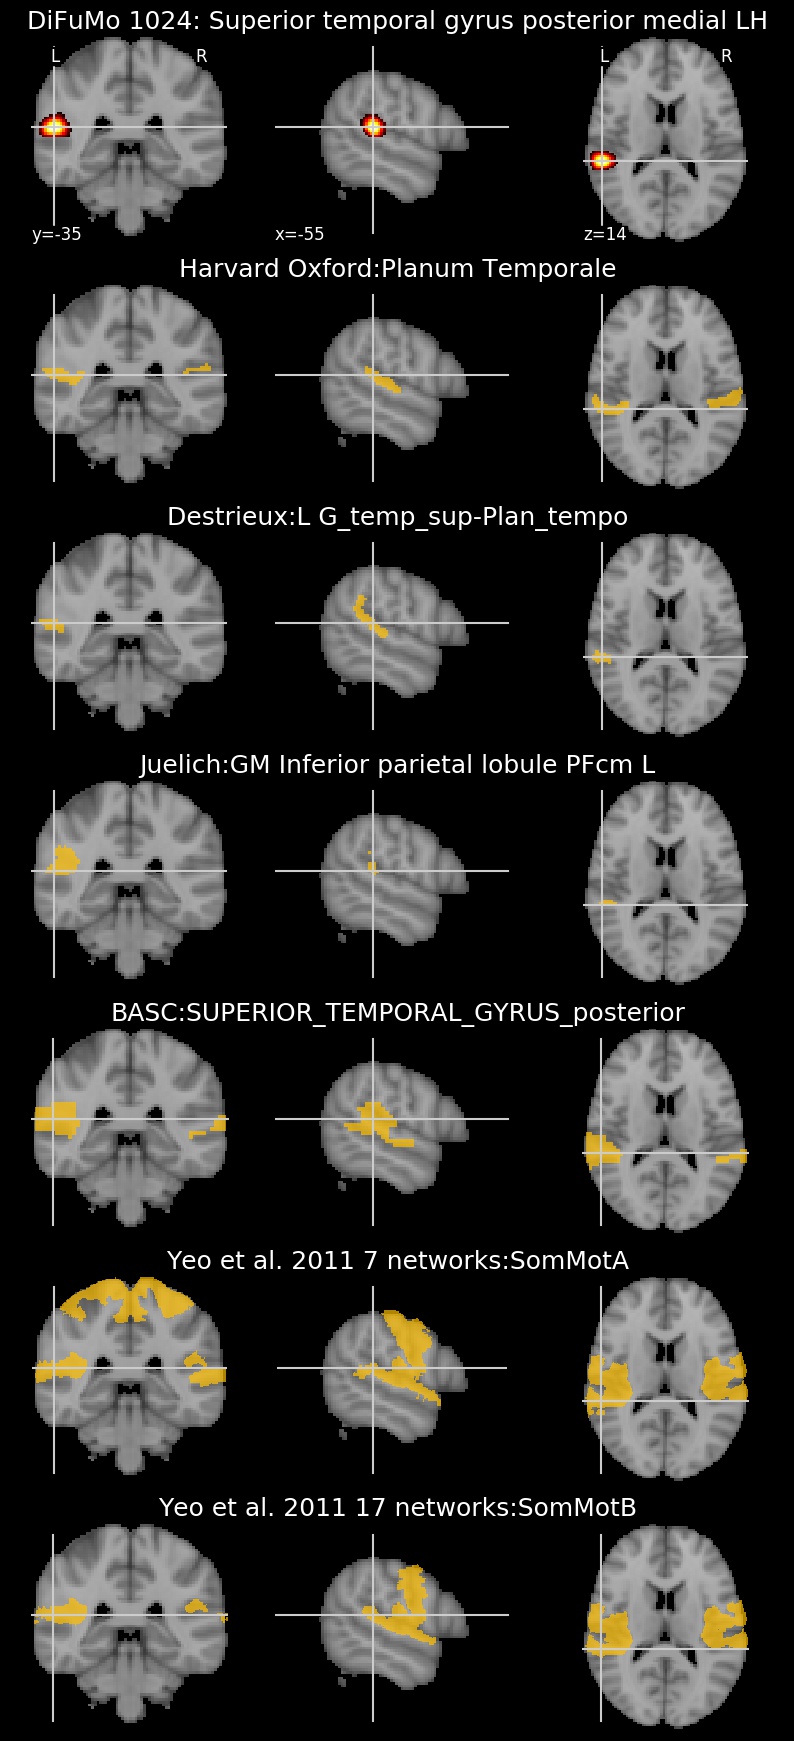 DiFuMo 1024: Superior temporal gyrus posterior medial LH
L R L R
y=-35 x=-55 z=14
Harvard Oxford:Planum Temporale
Destrieux:L G_temp_sup-Plan_tempo
Juelich:GM Inferior parietal lobule PFcm L
BASC:SUPERIOR_TEMPORAL_GYRUS_posterior
Yeo et al. 2011 7 networks:SomMotA
Yeo et al. 2011 17 networks:SomMotB